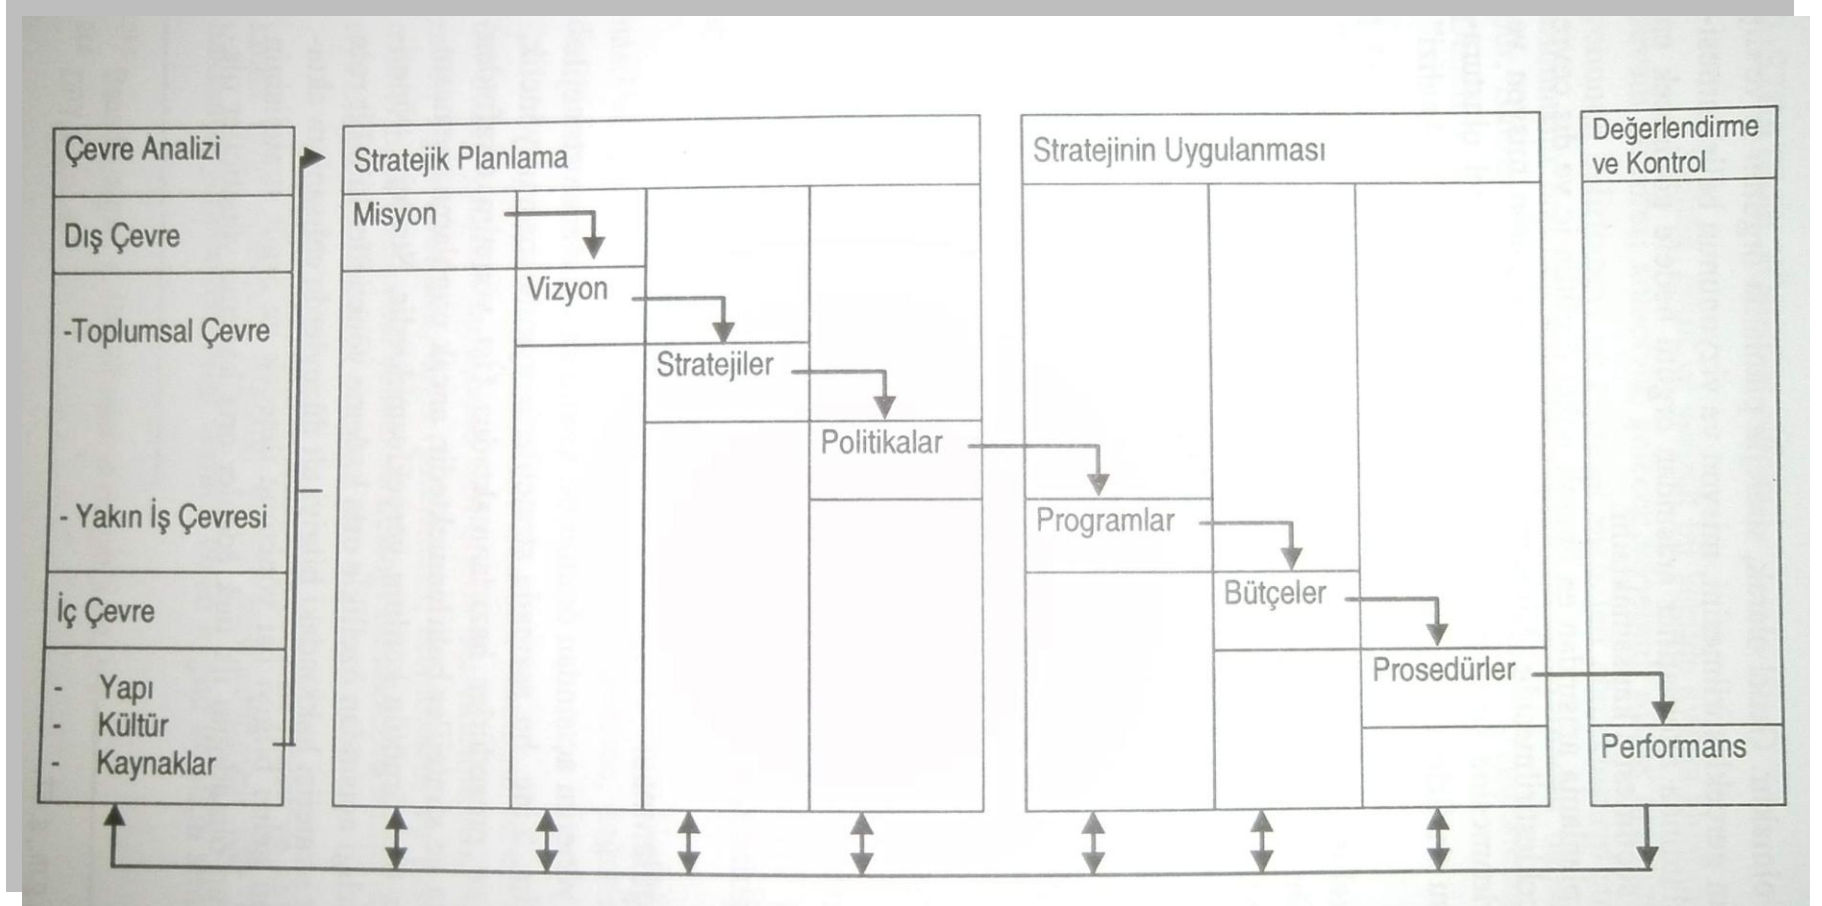 Çevre Analizi
Dış Çevre
-Toplumsal Çevre
- Yakın İş Çevresi
İç Çevre
- Yapı
- Kültür
- Kaynaklar
Stratejik Planlama
Misyon
Vizyon
Stratejiler
Politikalar
Stratejinin Uygulanması
Programlar
Bütçeler
Prosedürler
Değerlendirme
ve Kontrol
Performans